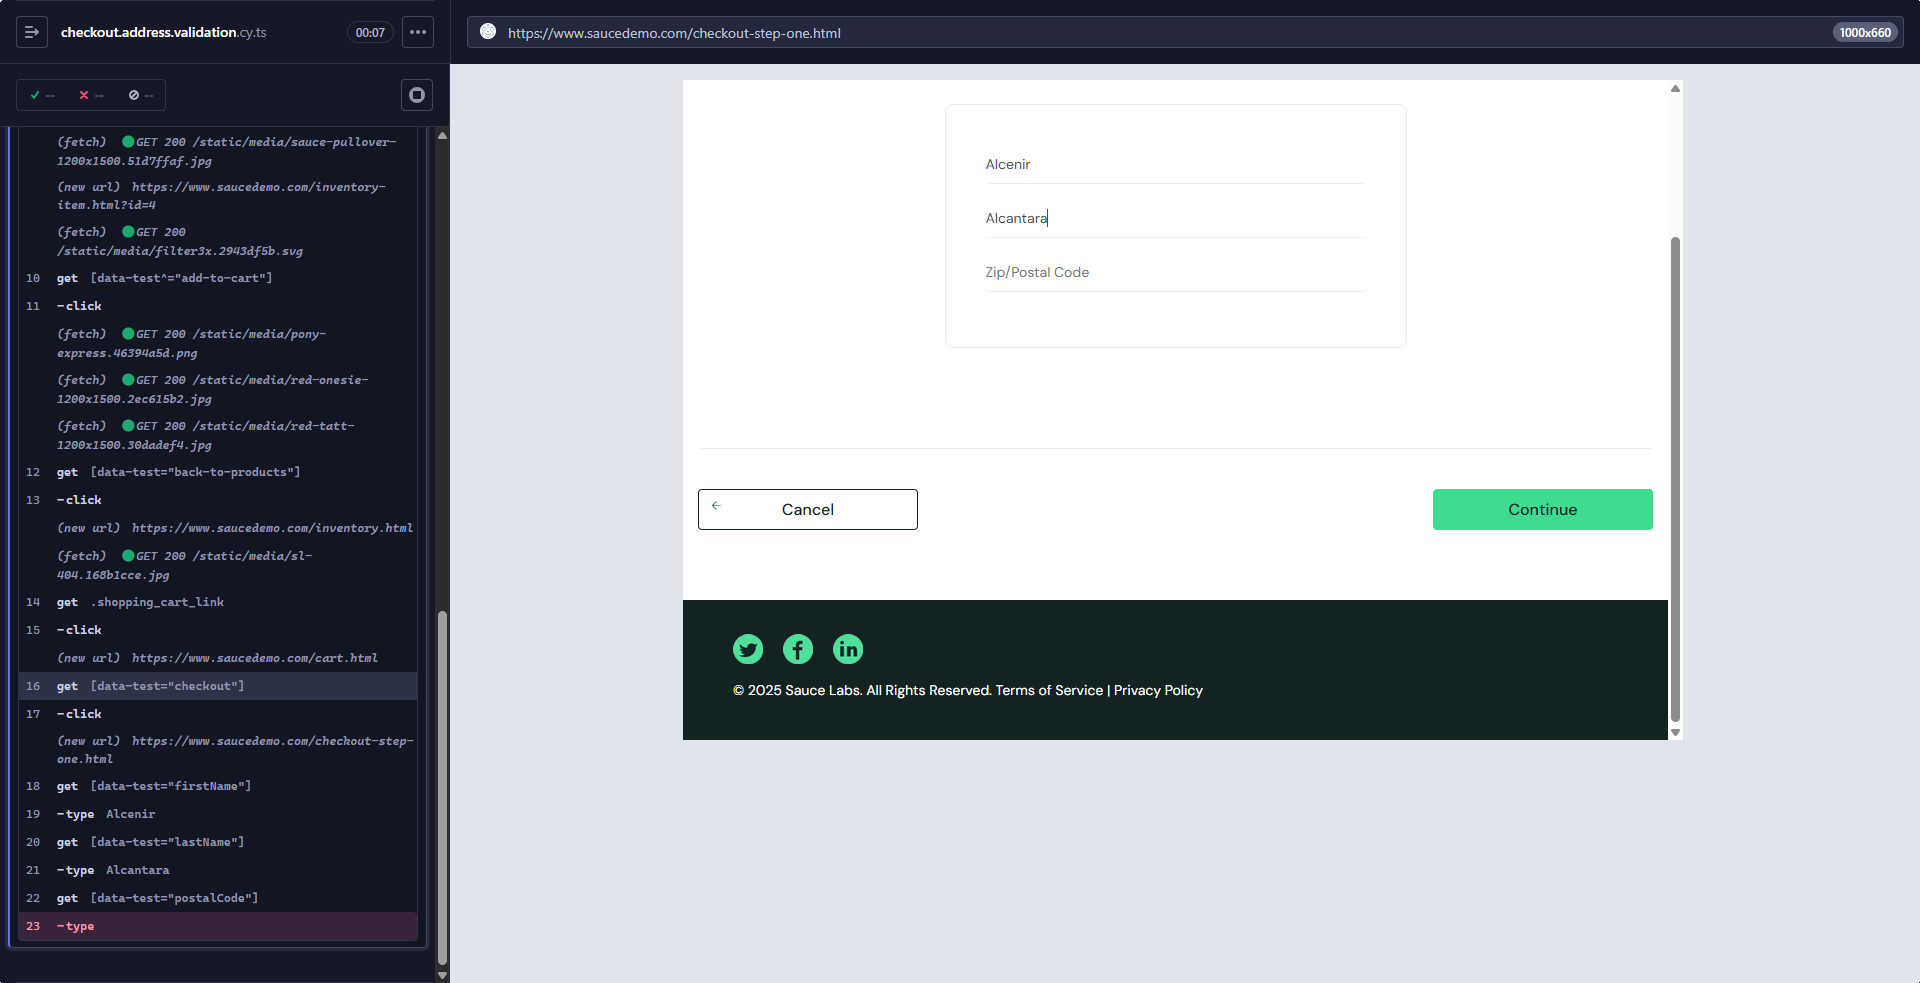 checkout.address.validation.cy.ts
00:07
https://www.saucedemo.com/checkout-step-one.html
1000x660
--
--
--
(fetch) GET 200 /static/media/sauce-pullover-
1200x1500.51d7ffaf.jpg
(new url) https://www.saucedemo.com/inventory-
item.html?id=4
(fetch) GET 200
/static/media/filter3x.2943df5b.svg
10 get [data-test^="add-to-cart"]
11 -click
(fetch) GET 200 /static/media/pony-
express.46394a5d.png
(fetch) GET 200 /static/media/red-onesie-
1200x1500.2ec615b2.jpg
(fetch) GET 200 /static/media/red-tatt-
1200x1500.30dadef4.jpg
12 get [data-test="back-to-products"]
13 -click
(new url) https://www.saucedemo.com/inventory.html
(fetch) GET 200 /static/media/sl-
404.168b1cce.jpg
14 get .shopping_cart_link
15 -click
(new url) https://www.saucedemo.com/cart.html
16 get [data-test="checkout"]
17 -click
(new url) https://www.saucedemo.com/checkout-step-
one.html
18 get [data-test="firstName"]
19 -type Alcenir
20 get [data-test="lastName"]
21 -type Alcantara
22 get [data-test="postalCode"]
23 -type
Alcenir
Alcantara
Zip/Postal Code
Cancel
Continue
© 2025 Sauce Labs. All Rights Reserved. Terms of Service | Privacy Policy